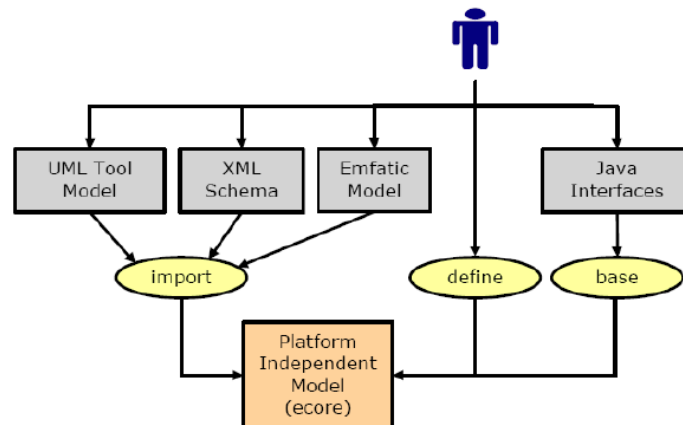 UML Tool
Model
XML
Schema
Emfatic
Model
Java
Interfaces
import
define
base
Platform
Independent
Model
(ecore)